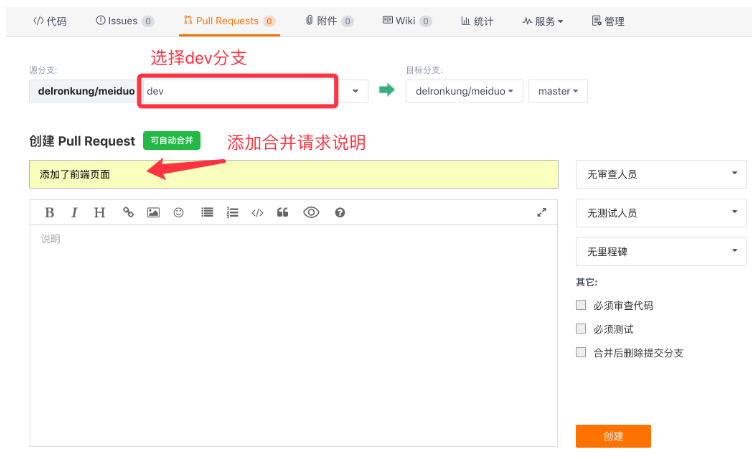 代码 Issues 0 Pull Requests 0 附件 0 Wiki 0 统计 服务 管理
选择dev分支
源分支: 目标分支:
delronkung/meiduo dev delronkung/meiduo master
创建 Pull Request 可自动合并 添加合并请求说明
添加了前端页面 无审查人员
B I H 无测试人员
说明
无里程碑
其它:
必须审查代码
必须测试
合并后删除提交分支
创建